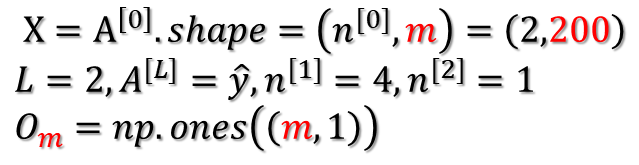 X = A^[0].shape = (n^[0], m) = (2,200)
L = 2, A^[L] = ŷ, n^[1] = 4, n^[2] = 1
O_m = np.ones((m, 1))